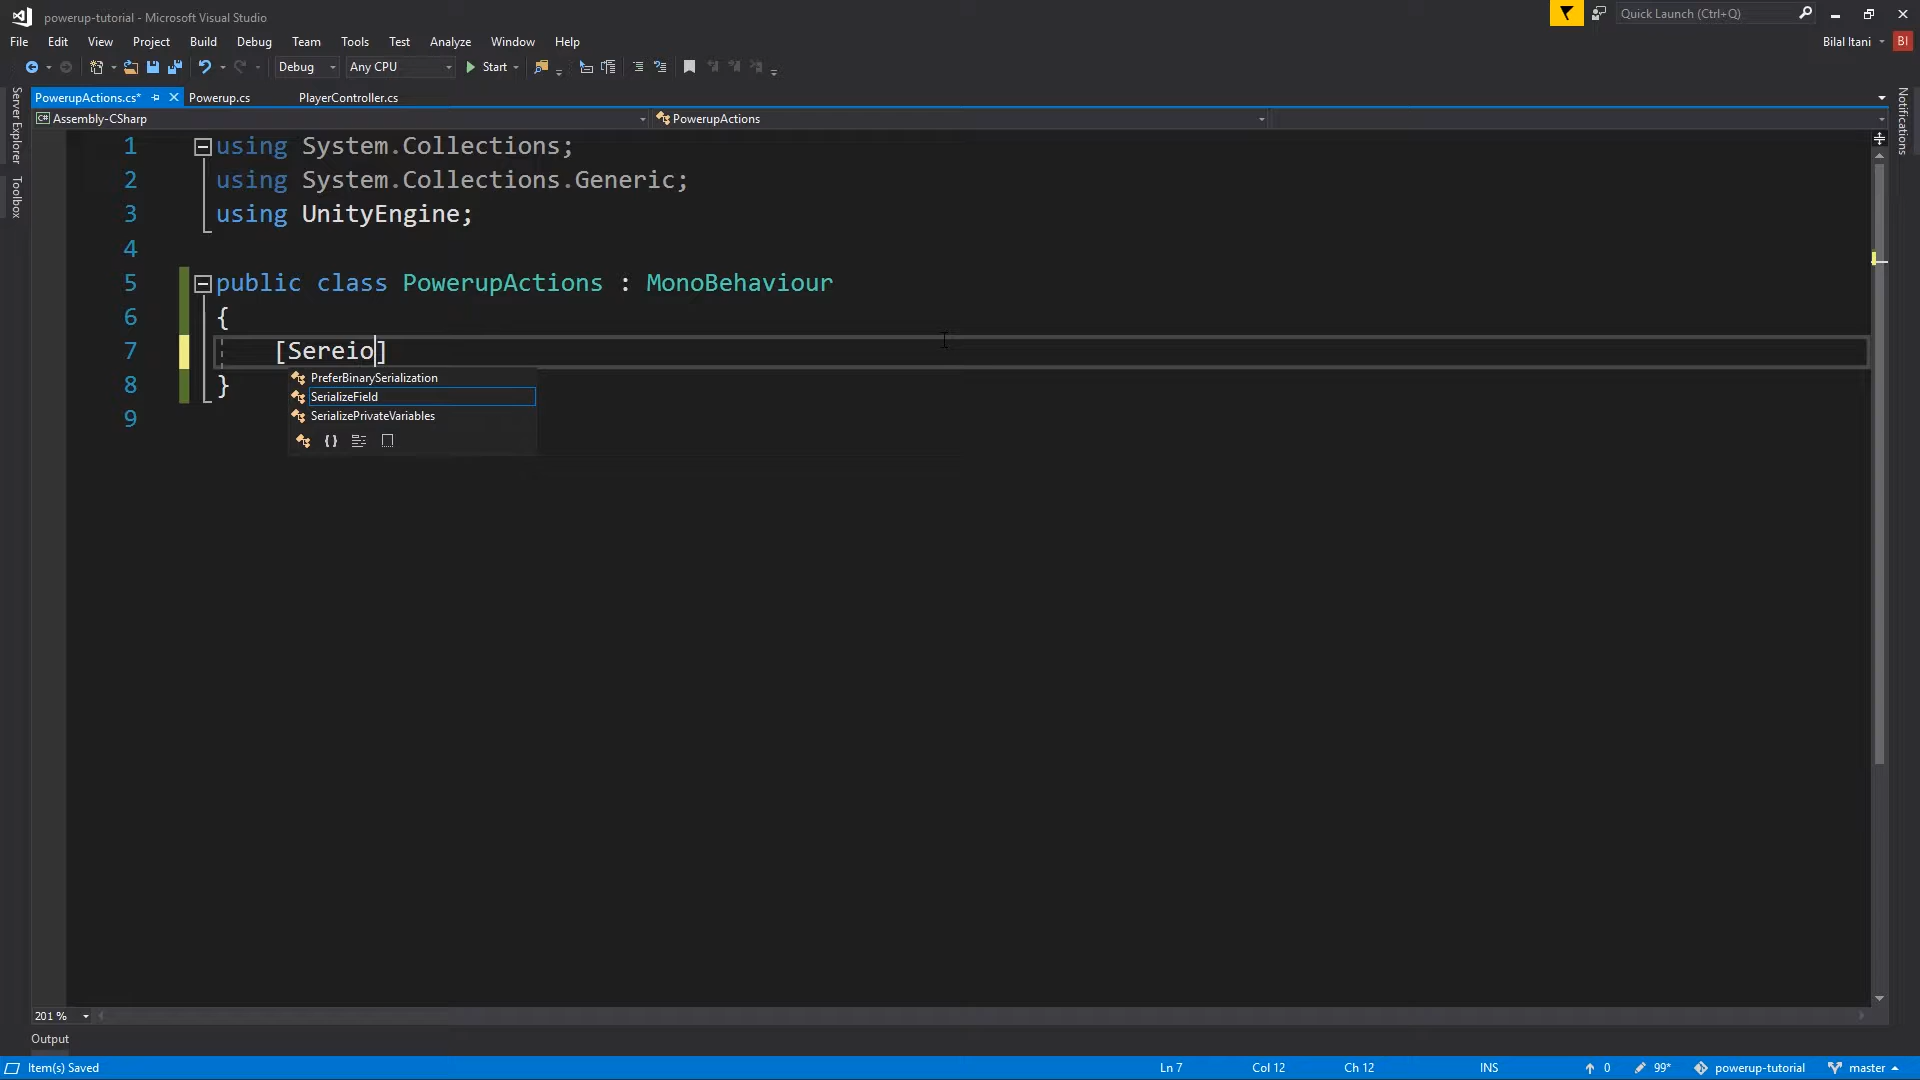 powerup-tutorial - Microsoft Visual Studio
Quick Launch (Ctrl+Q)
File Edit View Project Build Debug Team Tools Test Analyze Window Help
Bilal Itani BI
Debug Any CPU Start
PowerupActions.cs* Powerup.cs PlayerController.cs
Assembly-CSharp PowerupActions
Server Explorer
Toolbox
Notifications
1 using System.Collections;
2 using System.Collections.Generic;
3 using UnityEngine;
4
5 public class PowerupActions : MonoBehaviour
6 {
7 [Sereio]
8 }
9
PreferBinarySerialization
SerializeField
SerializePrivateVariables
201 %
Output
Item(s) Saved Ln 7 Col 12 Ch 12 INS 0 99* powerup-tutorial master